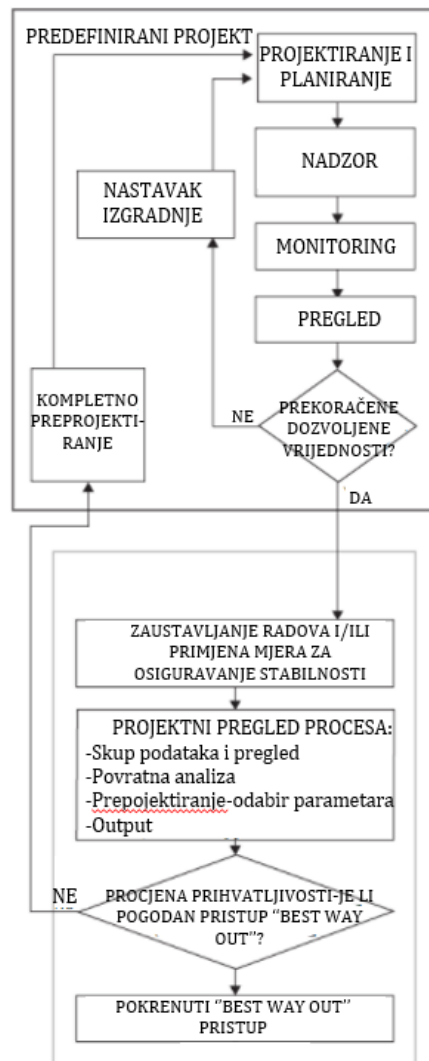 PREDEFINIRANI PROJEKT
PROJEKTIRANJE I
PLANIRANJE
NADZOR
NASTAVAK
IZGRADNJE
MONITORING
PREGLED
KOMPLETNO
PREPROJEKTI-
RANJE
NE
PREKORAČENE
DOZVOLJENE
VRIJEDNOSTI?
DA
ZAUSTAVLJANJE RADOVA I/ILI
PRIMJENA MJERA ZA
OSIGURAVANJE STABILNOSTI
PROJEKTNI PREGLED PROCESA:
-Skup podataka i pregled
-Povratna analiza
-Prepojektiranje-odabir parametara
-Output
NE
PROCJENA PRIHVATLJIVOSTI-JE LI
POGODAN PRISTUP "BEST WAY
OUT"?
POKRENUTI "BEST WAY OUT"
PRISTUP